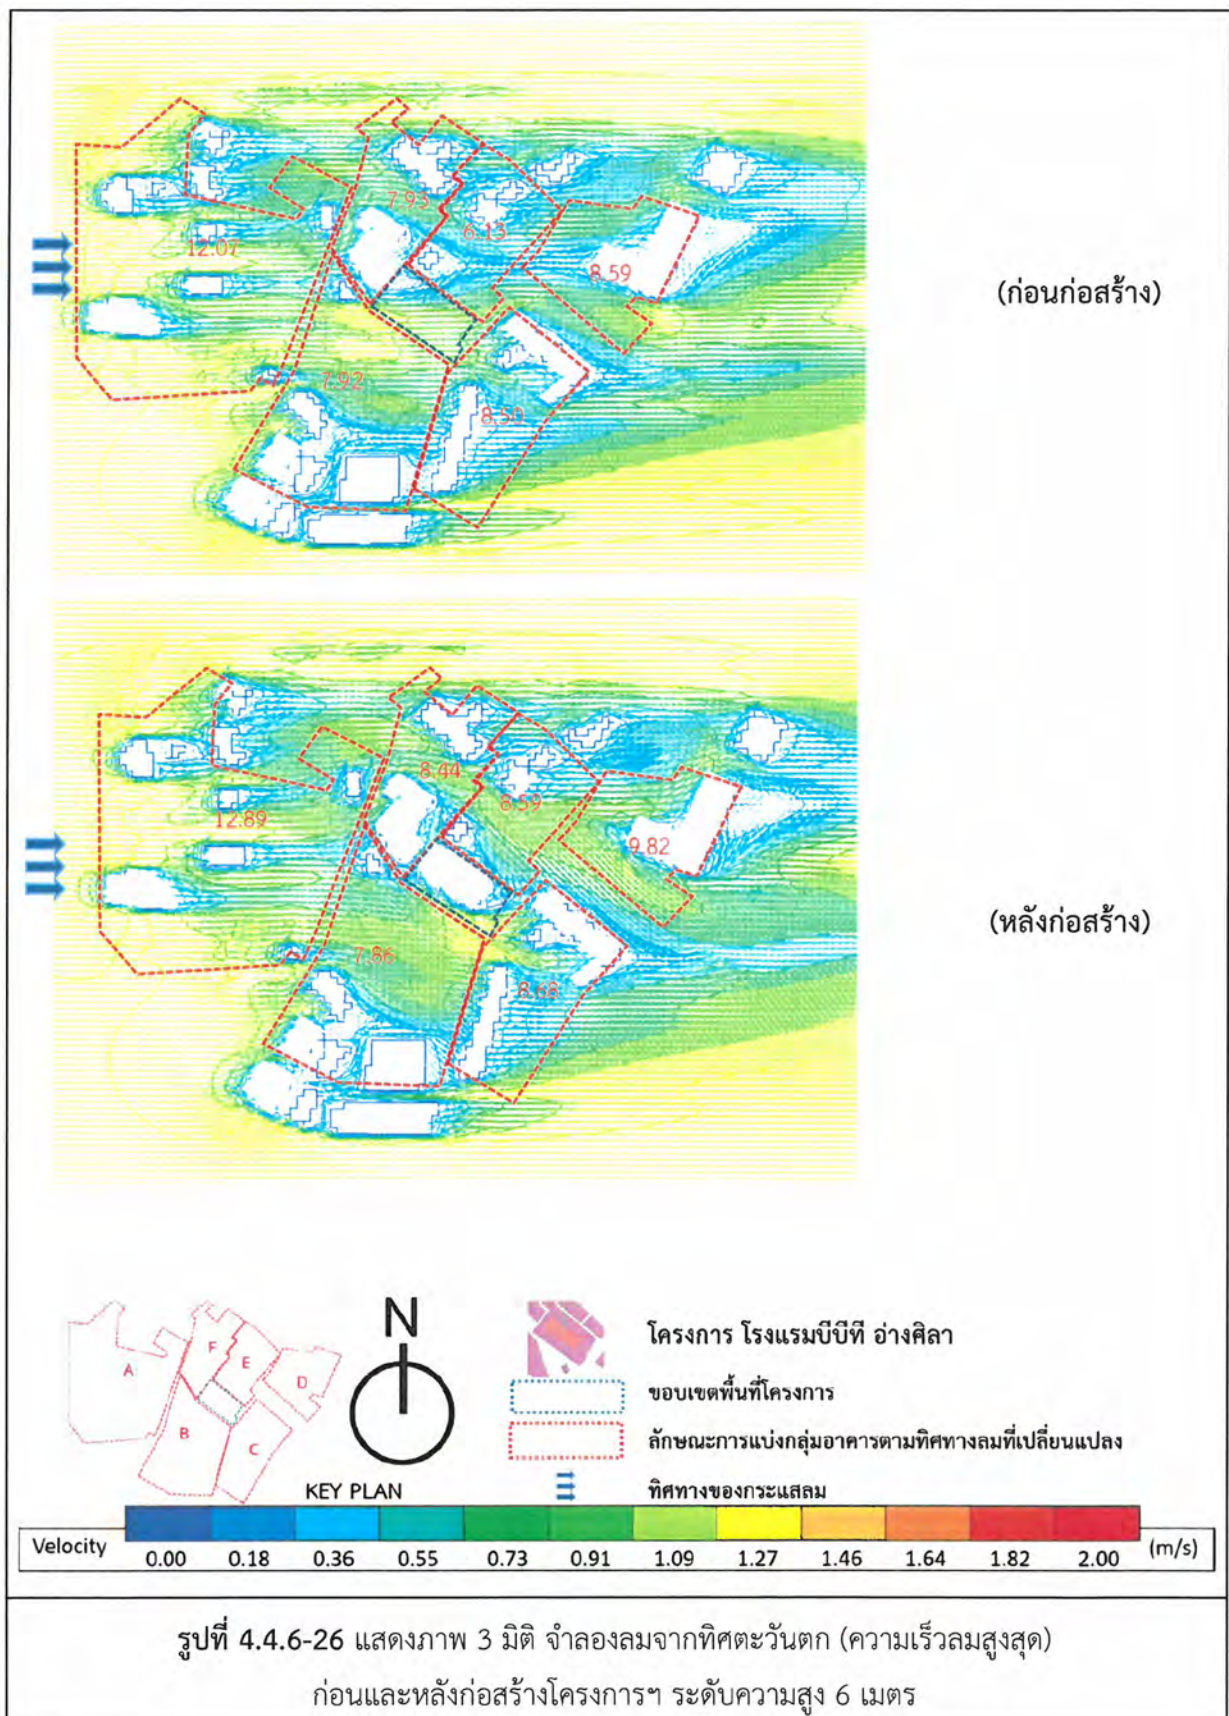 7.93
6.13
12.07
8.59
(ก่อนก่อสร้าง)
7.92
8.50
8.44
8.59
12.89
9.82
(หลังก่อสร้าง)
7.86
8.68
N
A
F
E
D
B
C
KEY PLAN
โครงการ โรงแรมบีบีที อ่างศิลา
ขอบเขตพื้นที่โครงการ
ลักษณะการแบ่งกลุ่มอาคารตามทิศทางลมที่เปลี่ยนแปลง
ทิศทางของกระแสลม
Velocity 0.00 0.18 0.36 0.55 0.73 0.91 1.09 1.27 1.46 1.64 1.82 2.00 (m/s)
รูปที่ 4.4.6-26 แสดงภาพ 3 มิติ จำลองลมจากทิศตะวันตก (ความเร็วลมสูงสุด)
ก่อนและหลังก่อสร้างโครงการฯ ระดับความสูง 6 เมตร